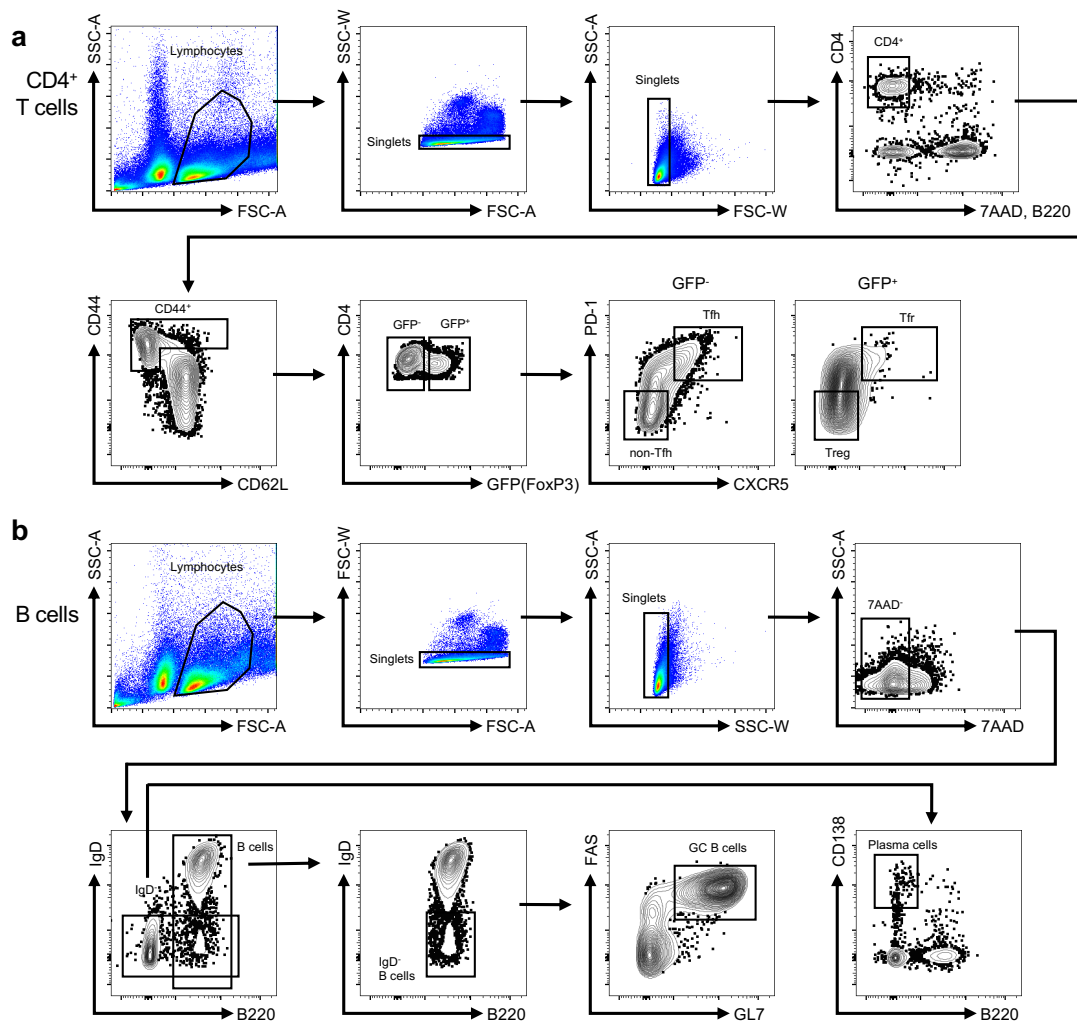 a
CD4⁺
T cells
SSC-A
Lymphocytes
FSC-A
SSC-W
Singlets
FSC-A
SSC-A
Singlets
FSC-W
CD4
CD4⁺
7AAD, B220
CD44
CD44⁺
CD62L
CD4
GFP⁻
GFP⁺
GFP(FoxP3)
GFP⁻
PD-1
Tfh
non-Tfh
CXCR5
GFP⁺
Tfr
Treg
b
B cells
SSC-A
Lymphocytes
FSC-A
FSC-W
Singlets
FSC-A
SSC-A
Singlets
SSC-W
SSC-A
7AAD⁻
7AAD
IgD
B cells
IgD⁻
B220
IgD
IgD⁻
B cells
B220
FAS
GC B cells
GL7
CD138
Plasma cells
B220